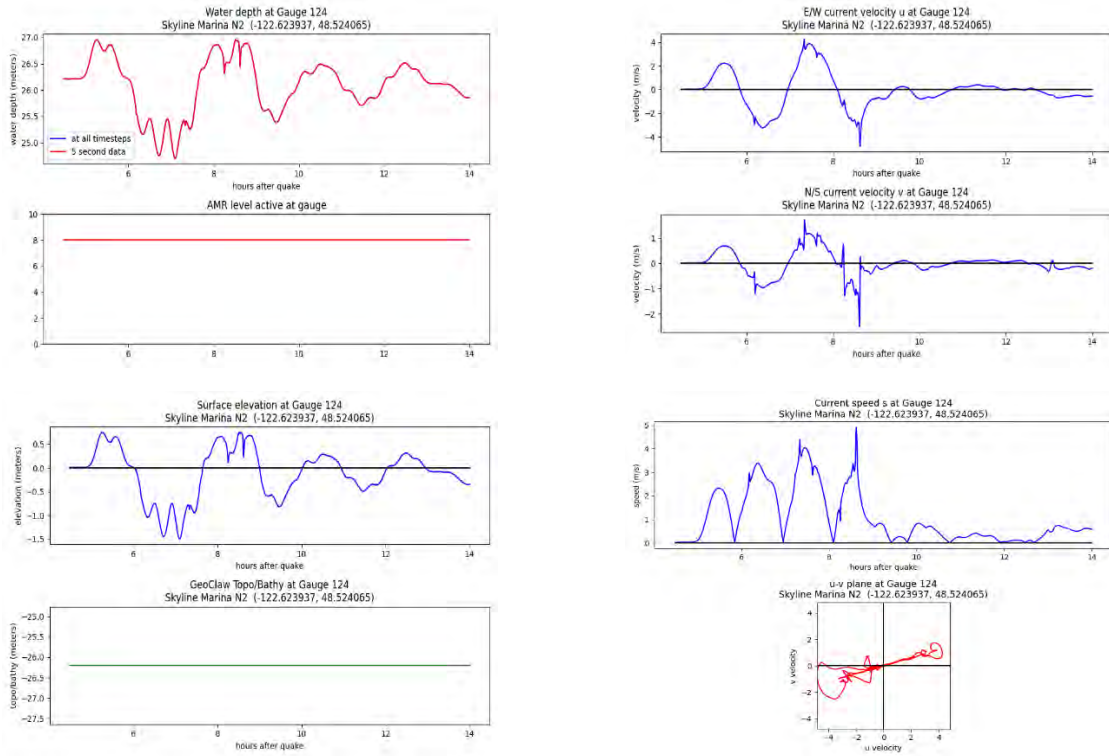 Water depth at Gauge 124
Skyline Marina N2 (-122.623937, 48.524065)
27.0
26.5
26.0
25.5
25.0
water depth (meters)
at all timesteps
5 second data
6
8
10
12
14
hours after quake
AMR level active at gauge
10
8
6
4
2
0
6
8
10
12
14
Surface elevation at Gauge 124
Skyline Marina N2 (-122.623937, 48.524065)
0.5
0.0
-0.5
-1.0
-1.5
elevation (meters)
6
8
10
12
14
hours after quake
GeoClaw Topo/Bathy at Gauge 124
Skyline Marina N2 (-122.623937, 48.524065)
-25.0
-25.5
-26.0
-26.5
-27.0
-27.5
topo/bathy (meters)
6
8
10
12
14
hours after quake
E/W current velocity u at Gauge 124
Skyline Marina N2 (-122.623937, 48.524065)
4
2
0
-2
-4
velocity (m/s)
6
8
10
12
14
hours after quake
N/S current velocity v at Gauge 124
Skyline Marina N2 (-122.623937, 48.524065)
1
0
-1
-2
velocity (m/s)
6
8
10
12
14
hours after quake
Current speed s at Gauge 124
Skyline Marina N2 (-122.623937, 48.524065)
5
4
3
2
1
0
speed (m/s)
6
8
10
12
14
hours after quake
u-v plane at Gauge 124
Skyline Marina N2 (-122.623937, 48.524065)
4
2
0
-2
-4
v velocity
-4
-2
0
2
4
u velocity